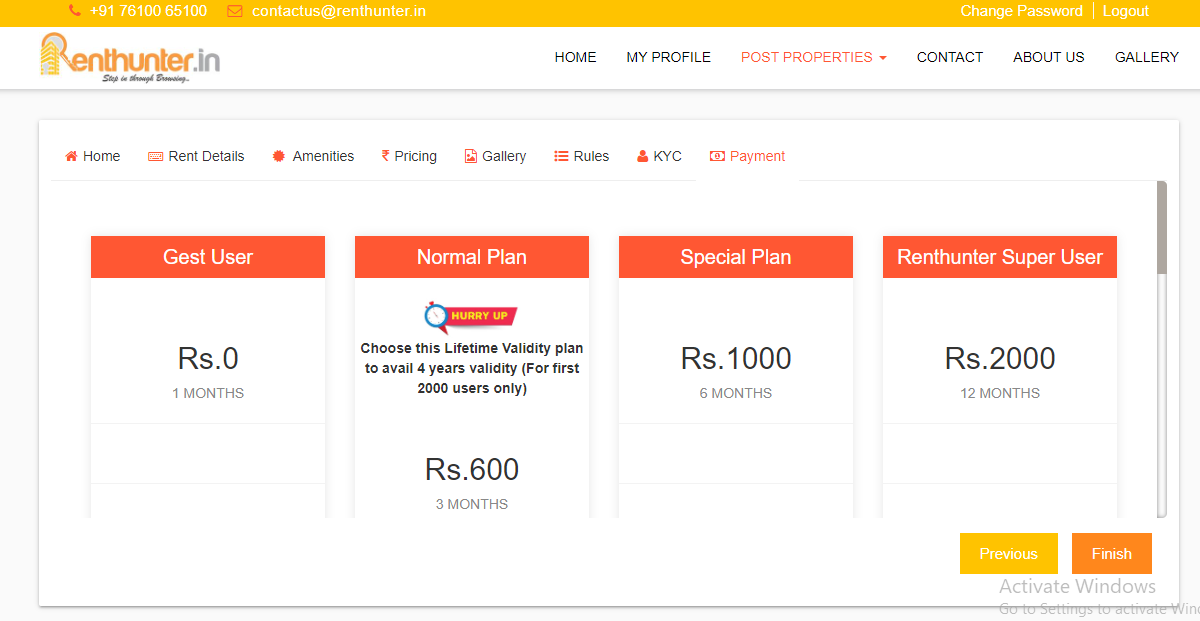 +91 76100 65100 contactus@renthunter.in Change Password Logout
Renthunter.in
Step in through Browsing..
HOME MY PROFILE POST PROPERTIES CONTACT ABOUT US GALLERY
Home Rent Details Amenities ₹ Pricing Gallery Rules KYC Payment
Gest User Normal Plan Special Plan Renthunter Super User
HURRY UP
Choose this Lifetime Validity plan
to avail 4 years validity (For first
2000 users only)
Rs.0 Rs.1000 Rs.2000
1 MONTHS 6 MONTHS 12 MONTHS
Rs.600
3 MONTHS
Previous Finish
Activate Windows
Go to Settings to activate Win